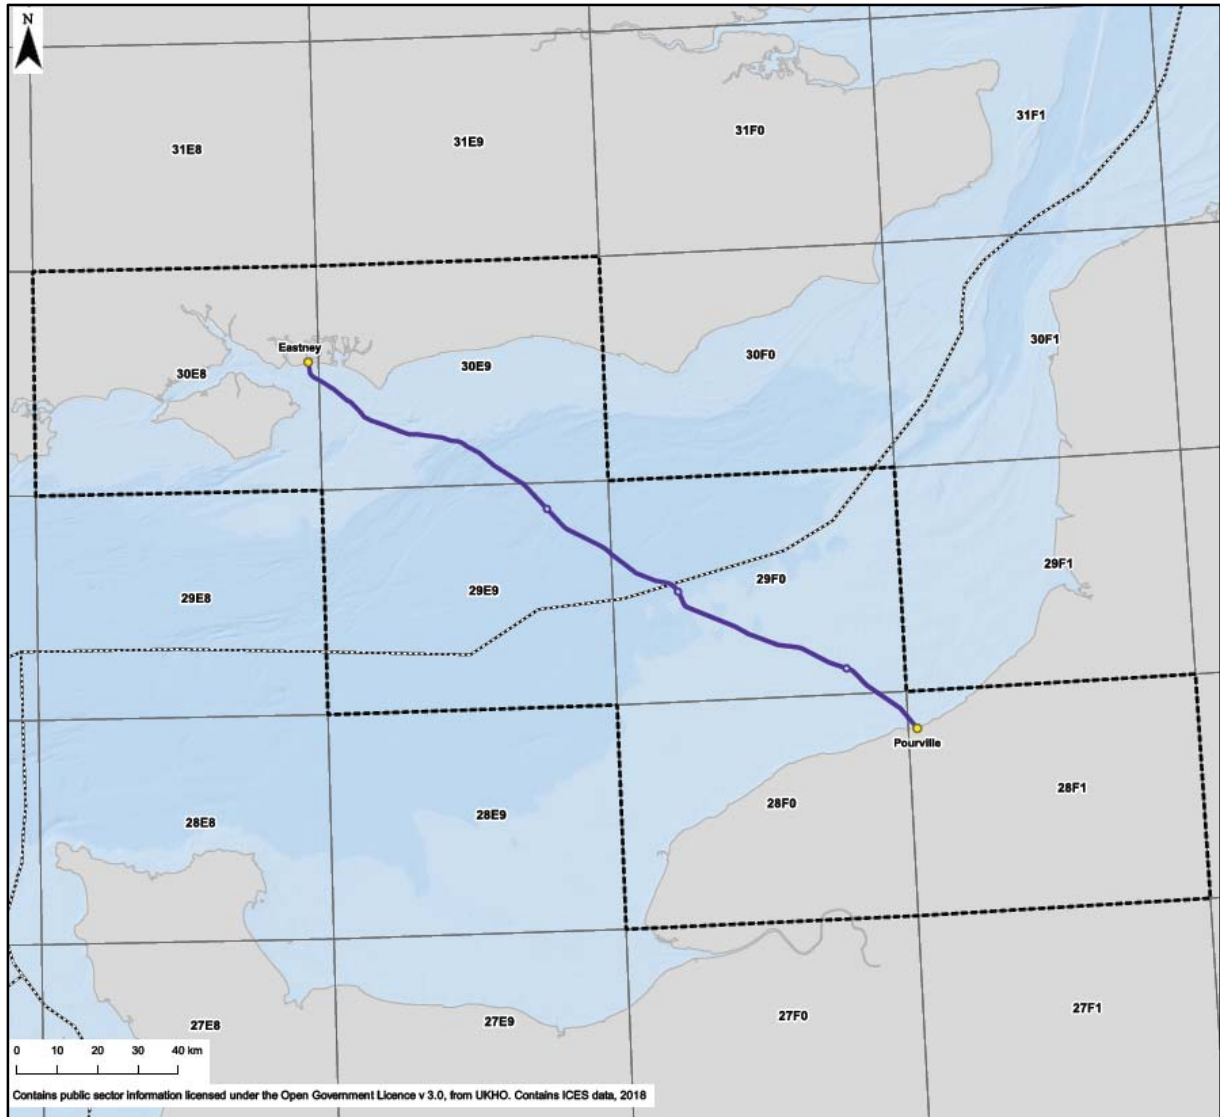 N
31E8
31E9
31F0
31F1
Eastney
30E8
30E9
30F0
30F1
29E8
29E9
29F0
29F1
Pourville
28E8
28E9
28F0
28F1
27E8
27E9
27F0
27F1
0 10 20 30 40 km
Contains public sector information licensed under the Open Government Licence v 3.0, from UKHO. Contains ICES data, 2018